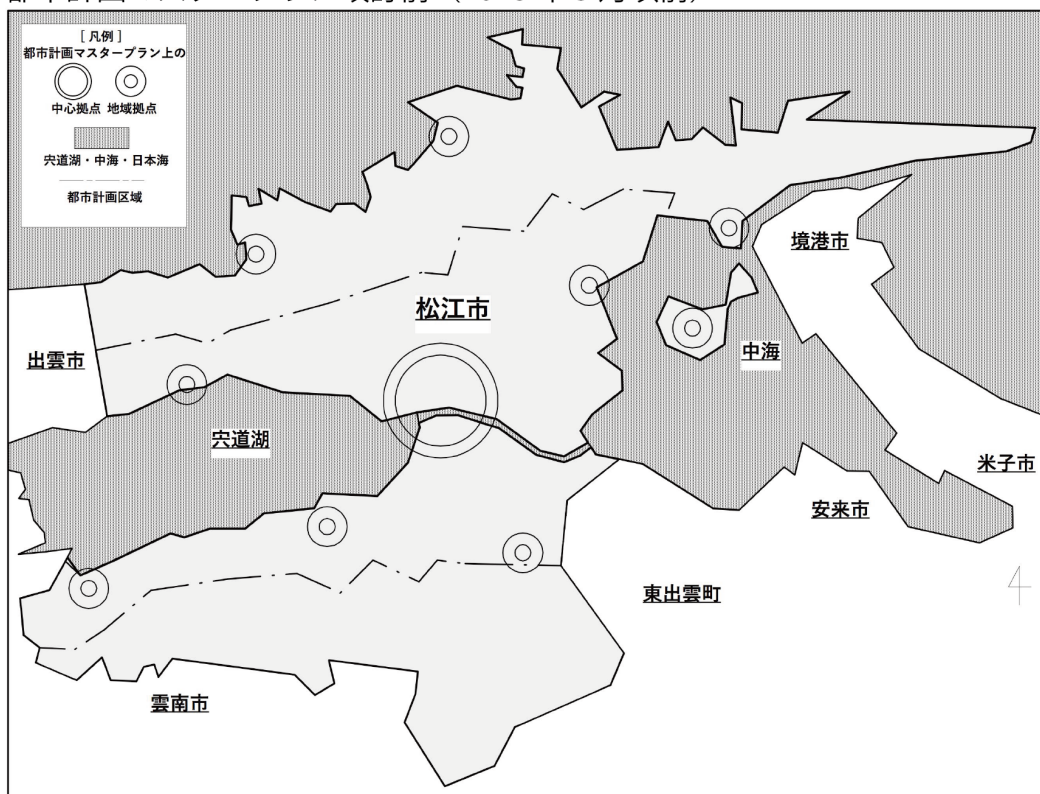 [ 凡例 ]
都市計画マスタープラン上の
中心拠点 地域拠点
宍道湖・中海・日本海
都市計画区域
境港市
松江市
出雲市
中海
宍道湖
米子市
安来市
東出雲町
雲南市